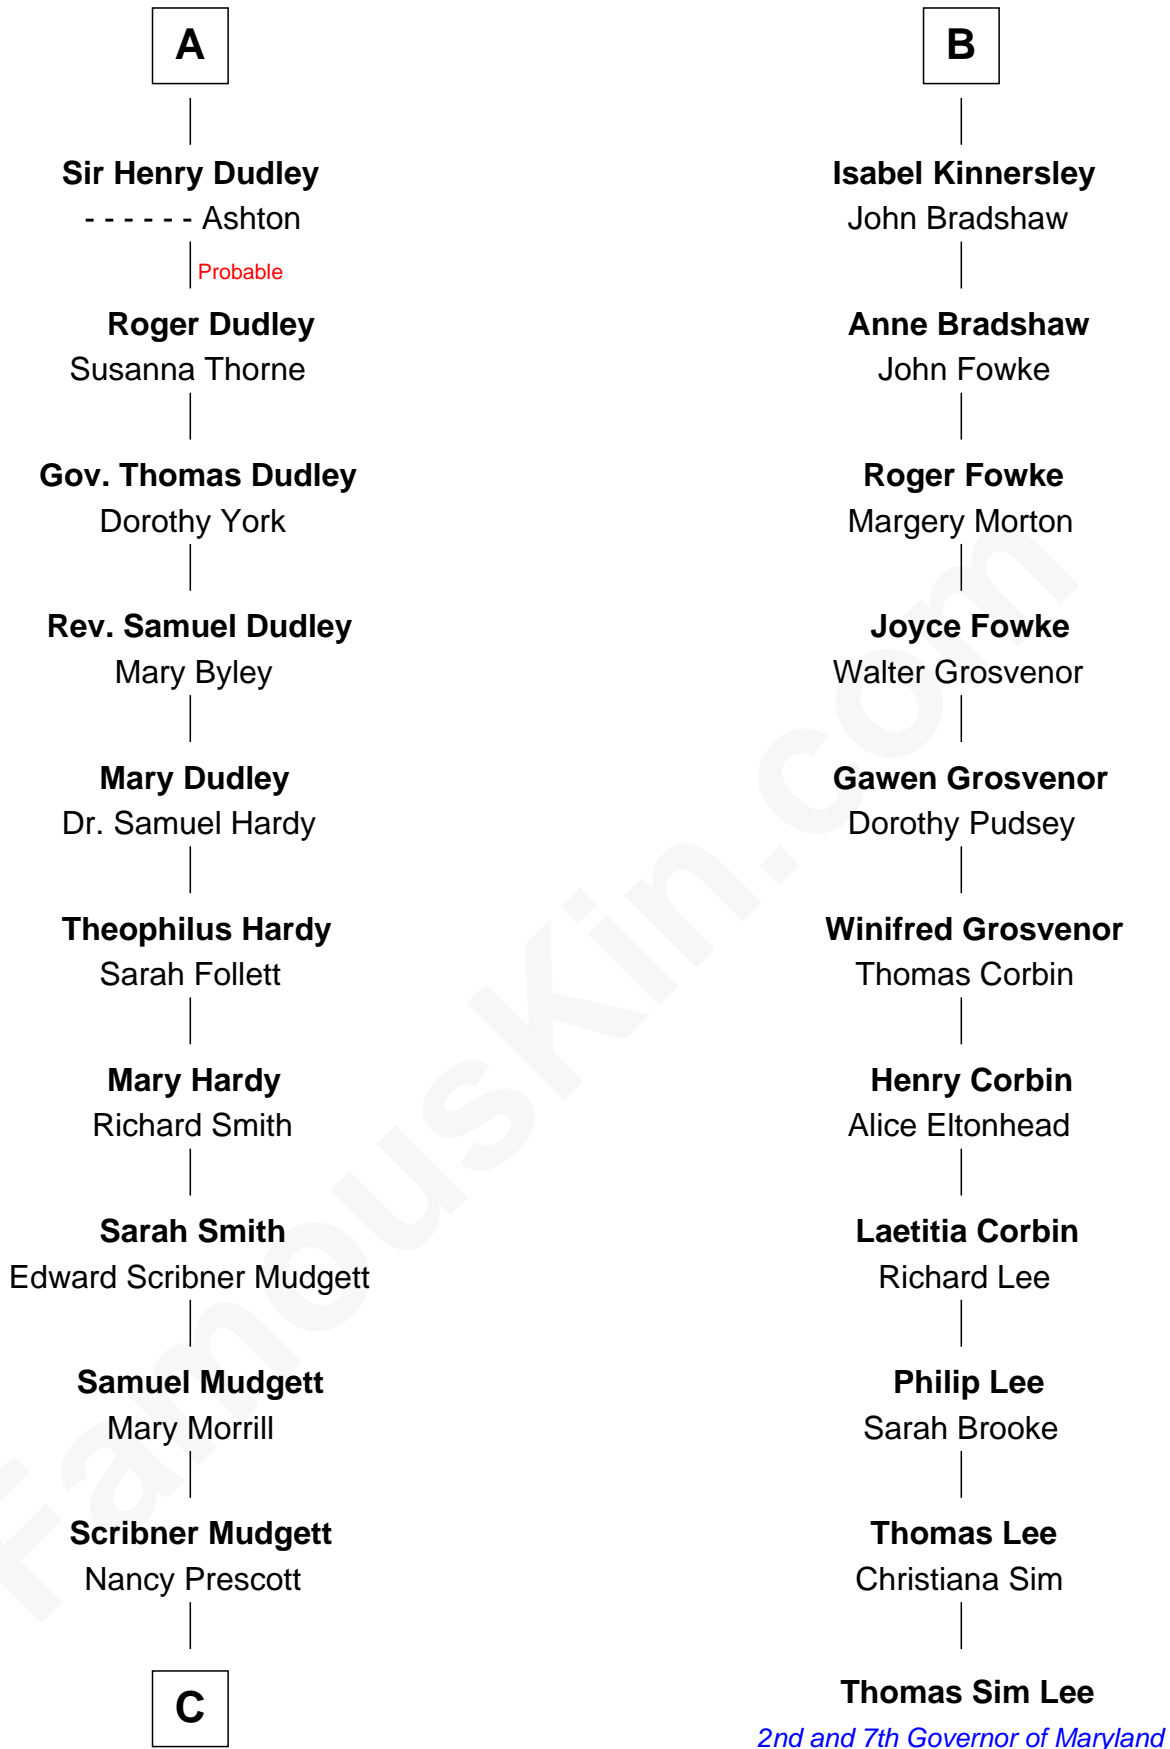 A
Sir Henry Dudley
- - - - - - Ashton
Probable
Roger Dudley
Susanna Thorne
Gov. Thomas Dudley
Dorothy York
Rev. Samuel Dudley
Mary Byley
Mary Dudley
Dr. Samuel Hardy
Theophilus Hardy
Sarah Follett
Mary Hardy
Richard Smith
Sarah Smith
Edward Scribner Mudgett
Samuel Mudgett
Mary Morrill
Scribner Mudgett
Nancy Prescott
C
B
Isabel Kinnersley
John Bradshaw
Anne Bradshaw
John Fowke
Roger Fowke
Margery Morton
Joyce Fowke
Walter Grosvenor
Gawen Grosvenor
Dorothy Pudsey
Winifred Grosvenor
Thomas Corbin
Henry Corbin
Alice Eltonhead
Laetitia Corbin
Richard Lee
Philip Lee
Sarah Brooke
Thomas Lee
Christiana Sim
Thomas Sim Lee
2nd and 7th Governor of Maryland
FamousKin.com